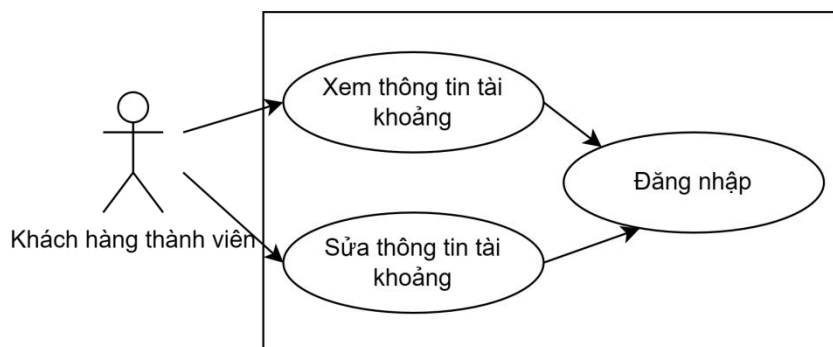 Xem thông tin tài
khoảng
Đăng nhập
Khách hàng thành viên
Sửa thông tin tài
khoảng